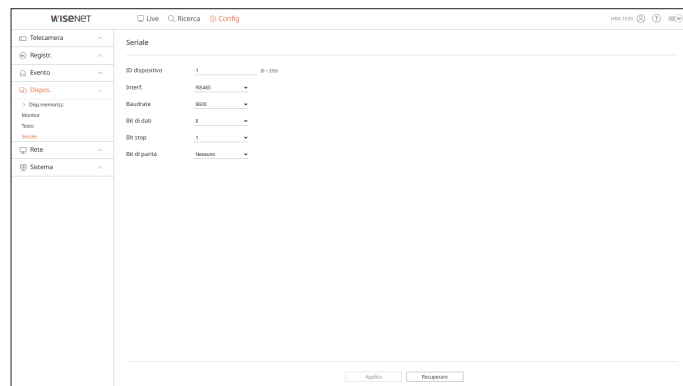 WISENET
Live Ricerca Config
HRX-1635
Telecamera
Registr.
Evento
Dispos.
> Disp.memorizz.
Monitor
Testo
Seriale
Rete
Sistema
Seriale
ID dispositivo 1 (0 ~ 255)
Interf. RS485
Baudrate 9600
Bit di dati 8
Bit stop 1
Bit di parità Nessuno
Applica Recuperare